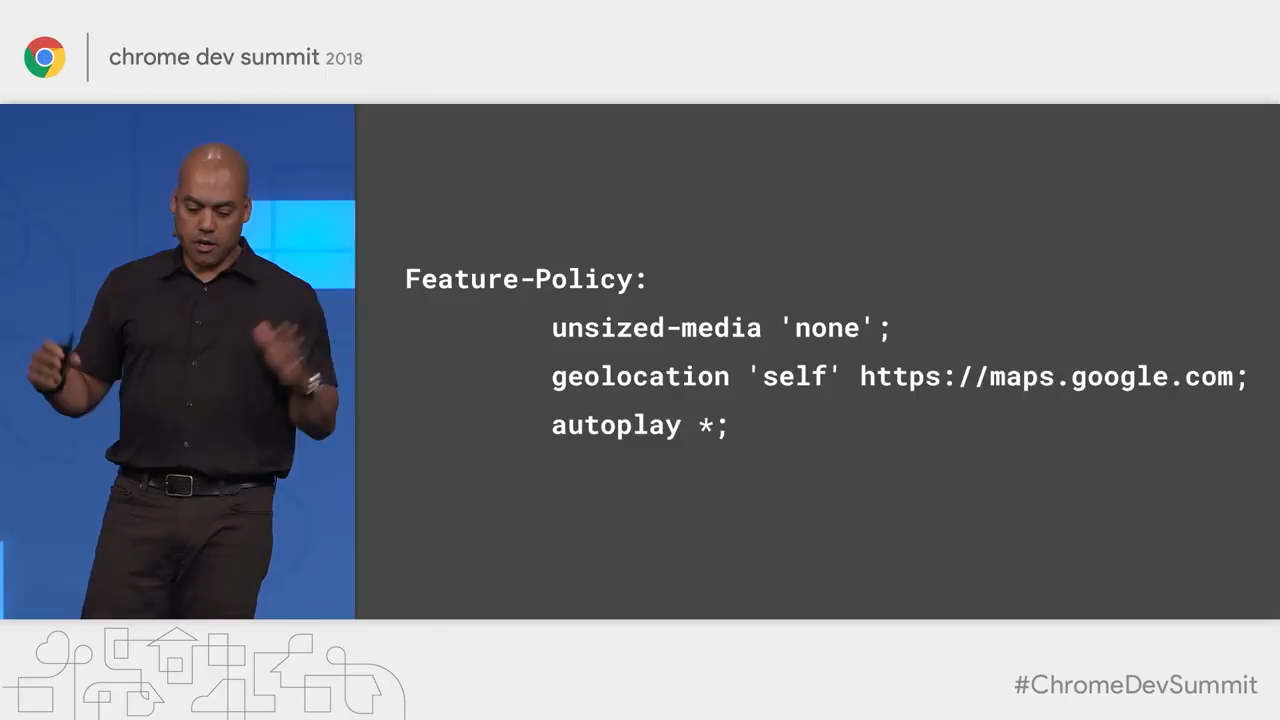 chrome dev summit 2018
Feature-Policy:
unsized-media 'none';
geolocation 'self' https://maps.google.com;
autoplay *;
#ChromeDevSummit